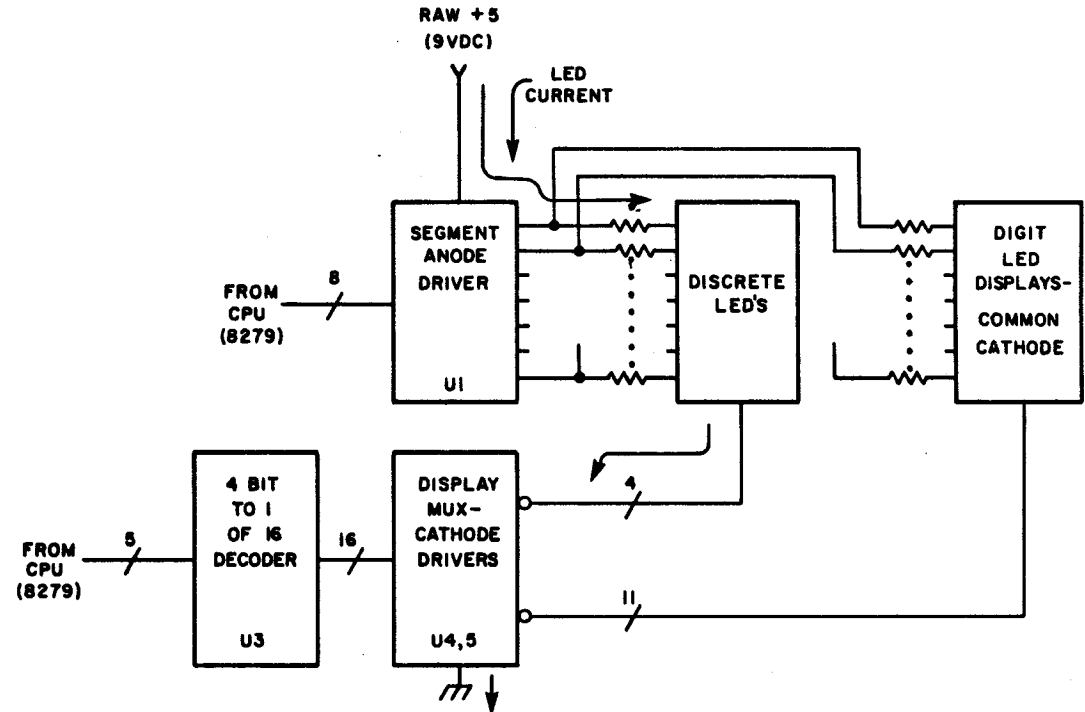 RAW +5
(9VDC)
LED
CURRENT
SEGMENT
ANODE
DRIVER
U1
8
FROM
CPU
(8279)
DISCRETE
LED'S
DIGIT
LED
DISPLAYS-
COMMON
CATHODE
4 BIT
TO 1
OF 16
DECODER
U3
5
FROM
CPU
(8279)
16
DISPLAY
MUX-
CATHODE
DRIVERS
U4,5
4
11